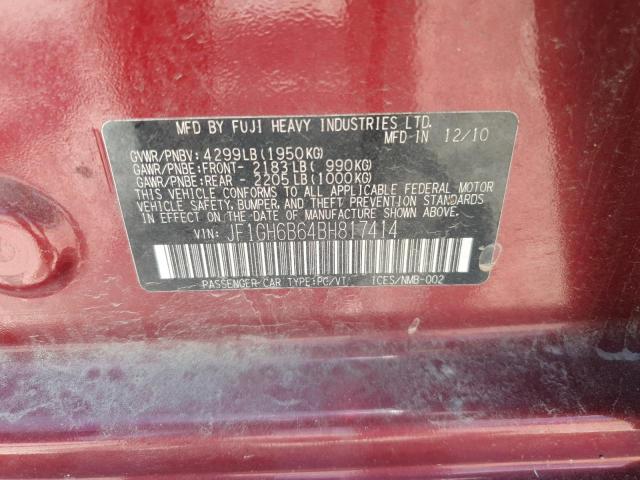 MFD BY FUJI HEAVY INDUSTRIES LTD.
MFD-IN 12/10
GVWR/PNBV: 4299LB(1950KG)
GAWR/PNBE:FRONT- 2183LB( 990KG)
GAWR/PNBE:REAR - 2205LB(1000KG)
THIS VEHICLE CONFORMS TO ALL APPLICABLE FEDERAL MOTOR
VEHICLE SAFETY, BUMPER, AND THEFT PREVENTION STANDARDS
IN EFFECT ON THE DATE OF MANUFACTURE SHOWN ABOVE.
VIN: JF1GH6B64BH817414
PASSENGER CAR TYPE:PC/VT ICES/NMB-002